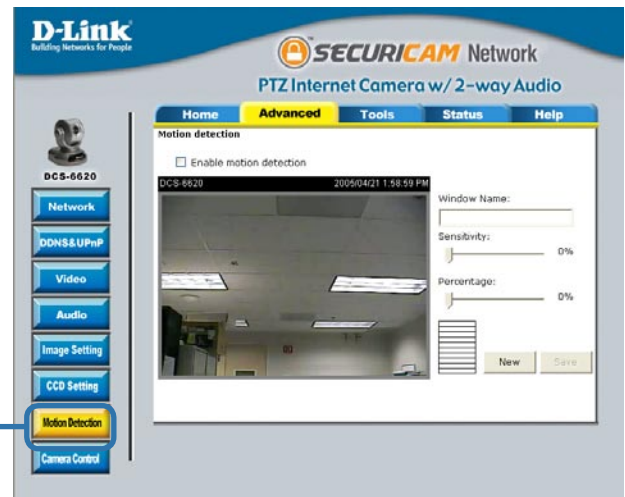 D-Link
Building Networks for People
SECURICAM Network
PTZ Internet Camera w/ 2-way Audio
Home Advanced Tools Status Help
DCS-6620
Network
DDNS&UPnP
Video
Audio
Image Setting
CCD Setting
Motion Detection
Camera Control
Motion detection
Enable motion detection
DCS-6620 2005/04/21 1:58:59 PM
Window Name:
Sensitivity:
0%
Percentage:
0%
New Save